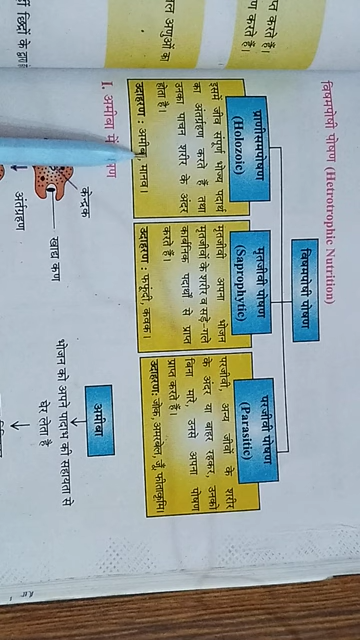 प्त करते हैं।
ण करते हैं।
रल अणुओं का
र्गी छिद्रों के द्वारा
विषमपोषी पोषण (Hetrotrophic Nutrition)
विषमपोषी पोषण
प्राणीसमपोषण
(Holozoic)
इसमें जीव संपूर्ण भोज्य पदार्थ
का अंतर्ग्रहण करते हैं तथा
उनका पाचन शरीर के अंदर
होता है।
उदाहरण : अमीबा, मानव।
मृतजीवी पोषण
(Saprophytic)
मृतजीवी अपना भोजन
मृतजीवों के शरीर व सड़े-गले
कार्बनिक पदार्थों से प्राप्त
करते हैं।
उदाहरण : फफूंदी, कवक।
परजीवी पोषण
(Parasitic)
परजीवी, अन्य जीवों के शरीर
के अंदर या बाहर रहकर, उनको
बिना मारे, उनसे अपना पोषण
प्राप्त करते हैं।
उदाहरण: जोंक, अमरबेल, जूँ, फीताकृमि।
I. अमीबा में
केन्द्रक
खाद्य कण
अंतर्ग्रहण
अमीबा
भोजन को अपने पादाभ की सहायता से
घेर लेता है